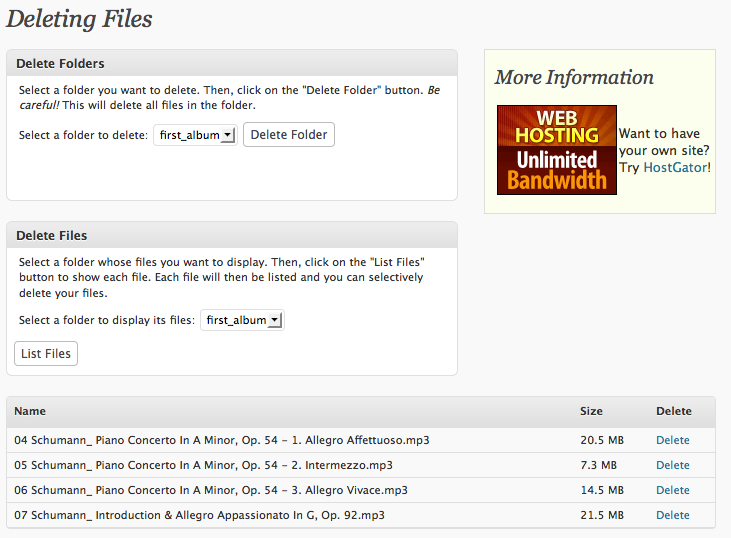 Deleting Files
Delete Folders
Select a folder you want to delete. Then, click on the "Delete Folder" button. Be
careful! This will delete all files in the folder.
Select a folder to delete: first_album Delete Folder
More Information
WEB
HOSTING
Unlimited
Bandwidth
Want to have
your own site?
Try HostGator!
Delete Files
Select a folder whose files you want to display. Then, click on the "List Files"
button to show each file. Each file will then be listed and you can selectively
delete your files.
Select a folder to display its files: first_album
List Files
Name Size Delete
04 Schumann_ Piano Concerto In A Minor, Op. 54 - 1. Allegro Affettuoso.mp3 20.5 MB Delete
05 Schumann_ Piano Concerto In A Minor, Op. 54 - 2. Intermezzo.mp3 7.3 MB Delete
06 Schumann_ Piano Concerto In A Minor, Op. 54 - 3. Allegro Vivace.mp3 14.5 MB Delete
07 Schumann_ Introduction & Allegro Appassionato In G, Op. 92.mp3 21.5 MB Delete